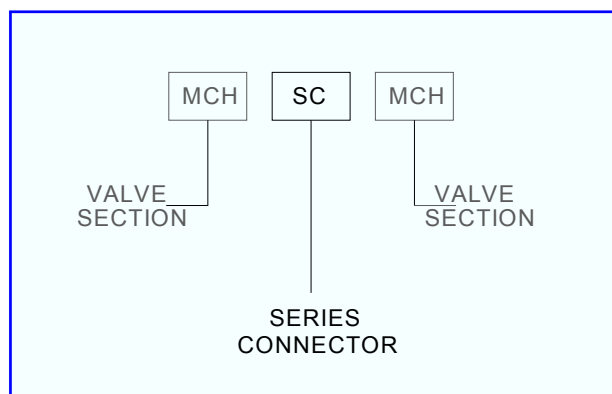 MCH SC MCH
VALVE
SECTION
VALVE
SECTION
SERIES
CONNECTOR